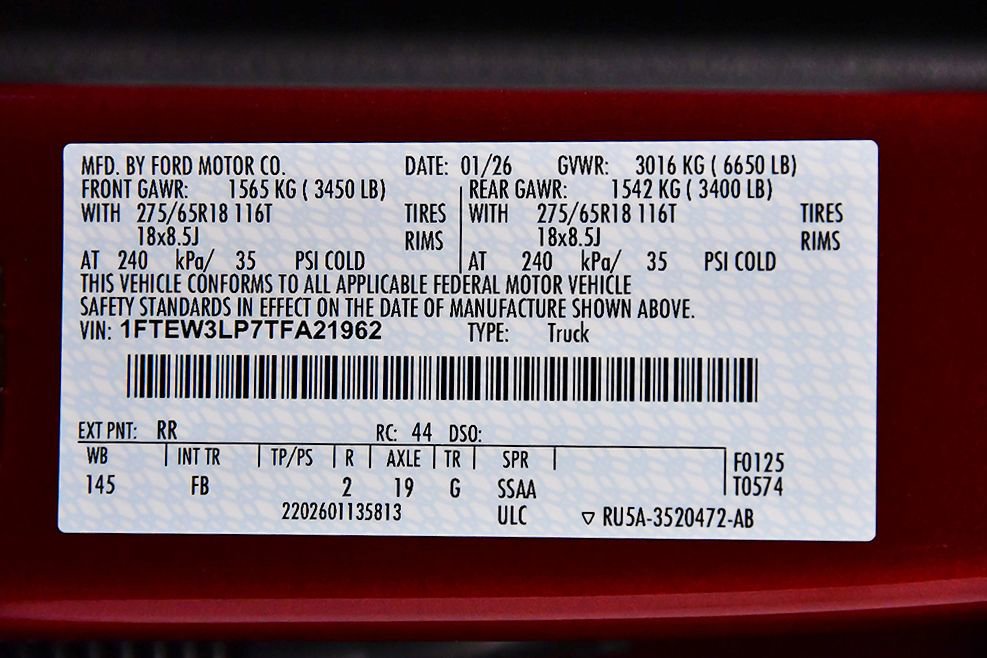 MFD. BY FORD MOTOR CO. DATE: 01/26 GVWR: 3016 KG ( 6650 LB)
FRONT GAWR: 1565 KG ( 3450 LB) REAR GAWR: 1542 KG ( 3400 LB)
WITH 275/65R18 116T TIRES WITH 275/65R18 116T TIRES
18x8.5J RIMS 18x8.5J RIMS
AT 240 kPa/ 35 PSI COLD AT 240 kPa/ 35 PSI COLD
THIS VEHICLE CONFORMS TO ALL APPLICABLE FEDERAL MOTOR VEHICLE
SAFETY STANDARDS IN EFFECT ON THE DATE OF MANUFACTURE SHOWN ABOVE.
VIN: 1FTEW3LP7TFA21962 TYPE: Truck
EXT PNT: RR RC: 44 DSO:
WB INT TR TP/PS R AXLE TR SPR F0125
145 FB 2 19 G SSAA T0574
2202601135813 ULC ▽ RU5A-3520472-AB